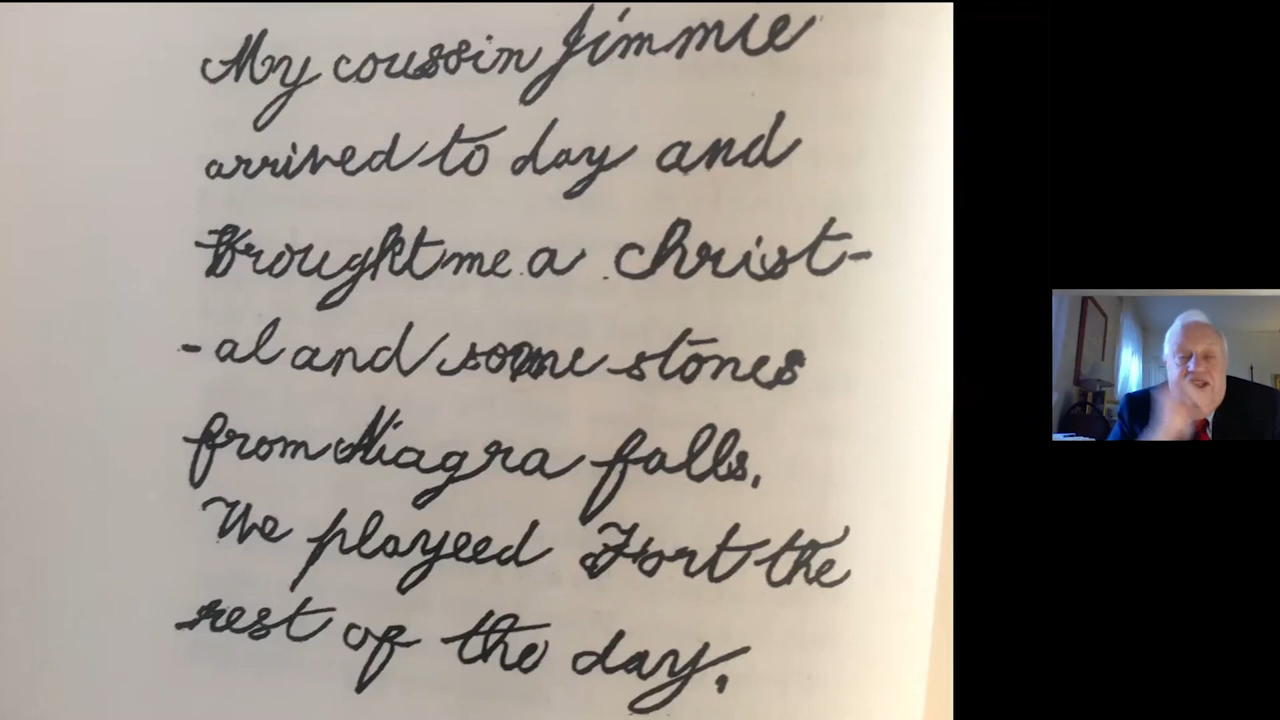 My coussin Jimmie
arrived to day and
Brought me a christ-
-al and some stones
from Niagra falls.
We playeed Fort the
rest of the day.